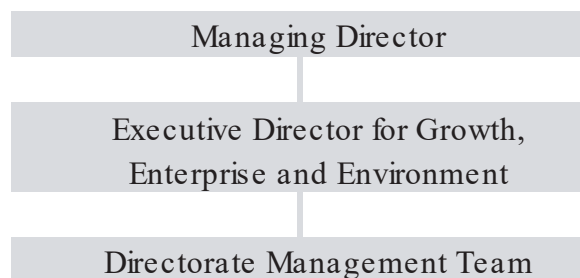 Managing Director
Executive Director for Growth,
Enterprise and Environment
Directorate Management Team